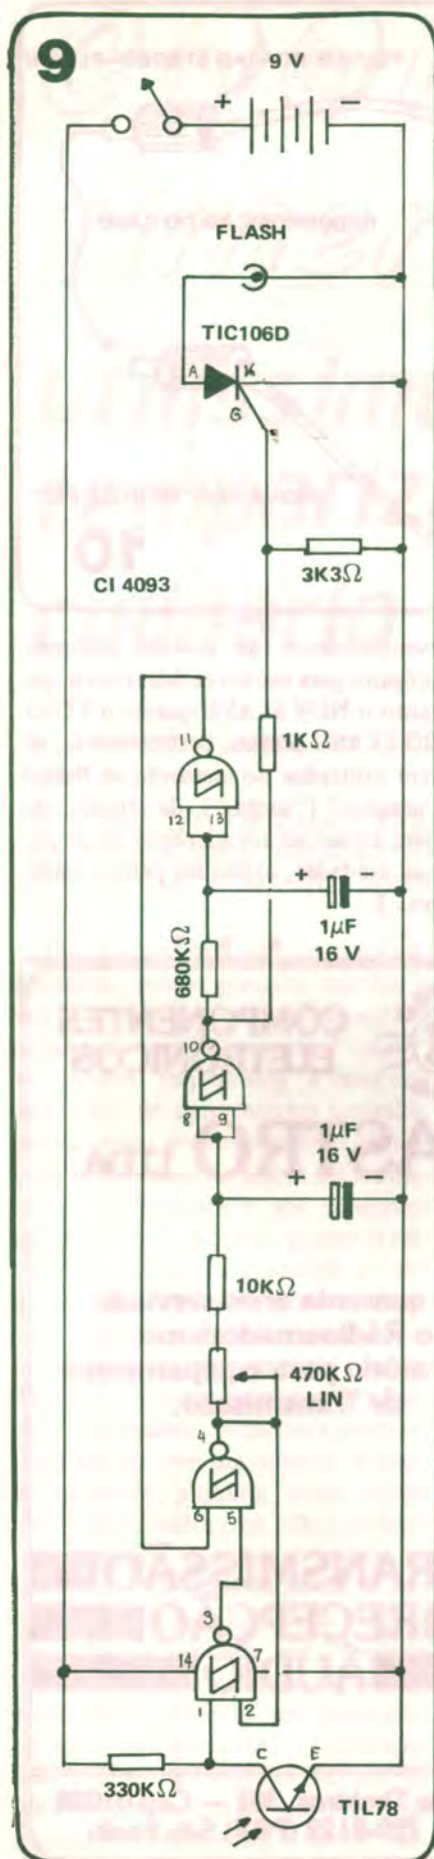 9
9 V
+ −
FLASH
TIC106D
A K
G
3K3Ω
CI 4093
1KΩ
11
12 13
+ −
1µF
16 V
680KΩ
10
8 9
1µF
16 V
+ −
10KΩ
470KΩ
LIN
4
6 5
3
14 7
1 2
330KΩ
C E
TIL78